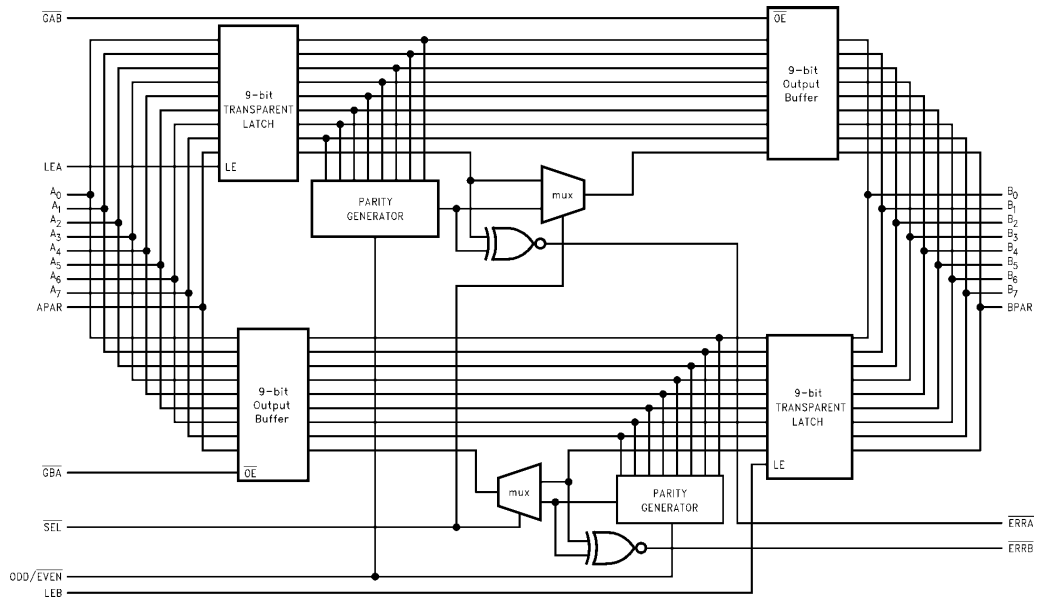 GAB
OE
9-bit
TRANSPARENT
LATCH
LE
9-bit
Output
Buffer
LEA
A0
A1
A2
A3
A4
A5
A6
A7
APAR
PARITY
GENERATOR
mux
B0
B1
B2
B3
B4
B5
B6
B7
BPAR
9-bit
Output
Buffer
OE
9-bit
TRANSPARENT
LATCH
LE
GBA
mux
PARITY
GENERATOR
SEL
ERRA
ERRB
ODD/EVEN
LEB